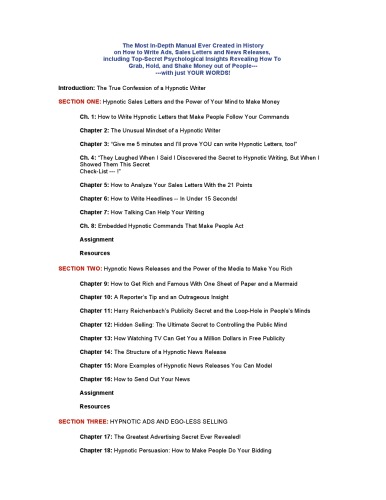 The Most In-Depth Manual Ever Created in History
on How to Write Ads, Sales Letters and News Releases,
including Top-Secret Psychological Insights Revealing How To
Grab, Hold, and Shake Money out of People---
---with just YOUR WORDS!
Introduction: The True Confession of a Hypnotic Writer
SECTION ONE: Hypnotic Sales Letters and the Power of Your Mind to Make Money
Ch. 1: How to Write Hypnotic Letters that Make People Follow Your Commands
Chapter 2: The Unusual Mindset of a Hypnotic Writer
Chapter 3: "Give me 5 minutes and I'll prove YOU can write Hypnotic Letters, too!"
Ch. 4: "They Laughed When I Said I Discovered the Secret to Hypnotic Writing, But When I
Showed Them This Secret
Check-List --- !"
Chapter 5: How to Analyze Your Sales Letters With the 21 Points
Chapter 6: How to Write Headlines -- In Under 15 Seconds!
Chapter 7: How Talking Can Help Your Writing
Ch. 8: Embedded Hypnotic Commands That Make People Act
Assignment
Resources
SECTION TWO: Hypnotic News Releases and the Power of the Media to Make You Rich
Chapter 9: How to Get Rich and Famous With One Sheet of Paper and a Mermaid
Chapter 10: A Reporter's Tip and an Outrageous Insight
Chapter 11: Harry Reichenbach's Publicity Secret and the Loop-Hole in People's Minds
Chapter 12: Hidden Selling: The Ultimate Secret to Controlling the Public Mind
Chapter 13: How Watching TV Can Get You a Million Dollars in Free Publicity
Chapter 14: The Structure of a Hypnotic News Release
Chapter 15: More Examples of Hypnotic News Releases You Can Model
Chapter 16: How to Send Out Your News
Assignment
Resources
SECTION THREE: HYPNOTIC ADS AND EGO-LESS SELLING
Chapter 17: The Greatest Advertising Secret Ever Revealed!
Chapter 18: Hypnotic Persuasion: How to Make People Do Your Bidding